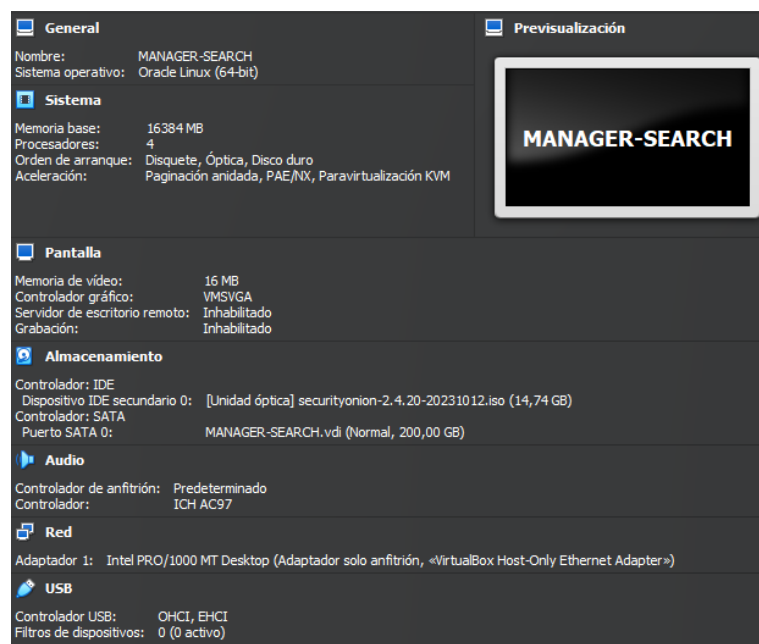 General
Nombre: MANAGER-SEARCH
Sistema operativo: Oracle Linux (64-bit)
Previsualización
MANAGER-SEARCH
Sistema
Memoria base: 16384 MB
Procesadores: 4
Orden de arranque: Disquete, Óptica, Disco duro
Aceleración: Paginación anidada, PAE/NX, Paravirtualización KVM
Pantalla
Memoria de vídeo: 16 MB
Controlador gráfico: VMSVGA
Servidor de escritorio remoto: Inhabilitado
Grabación: Inhabilitado
Almacenamiento
Controlador: IDE
Dispositivo IDE secundario 0: [Unidad óptica] securityonion-2.4.20-20231012.iso (14,74 GB)
Controlador: SATA
Puerto SATA 0: MANAGER-SEARCH.vdi (Normal, 200,00 GB)
Audio
Controlador de anfitrión: Predeterminado
Controlador: ICH AC97
Red
Adaptador 1: Intel PRO/1000 MT Desktop (Adaptador solo anfitrión, «VirtualBox Host-Only Ethernet Adapter»)
USB
Controlador USB: OHCI, EHCI
Filtros de dispositivos: 0 (0 activo)